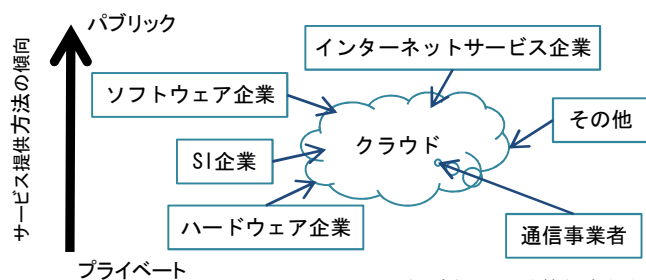 パブリック
インターネットサービス企業
ソフトウェア企業
その他
クラウド
SI企業
ハードウェア企業
通信事業者
プライベート
サービス提供方法の傾向